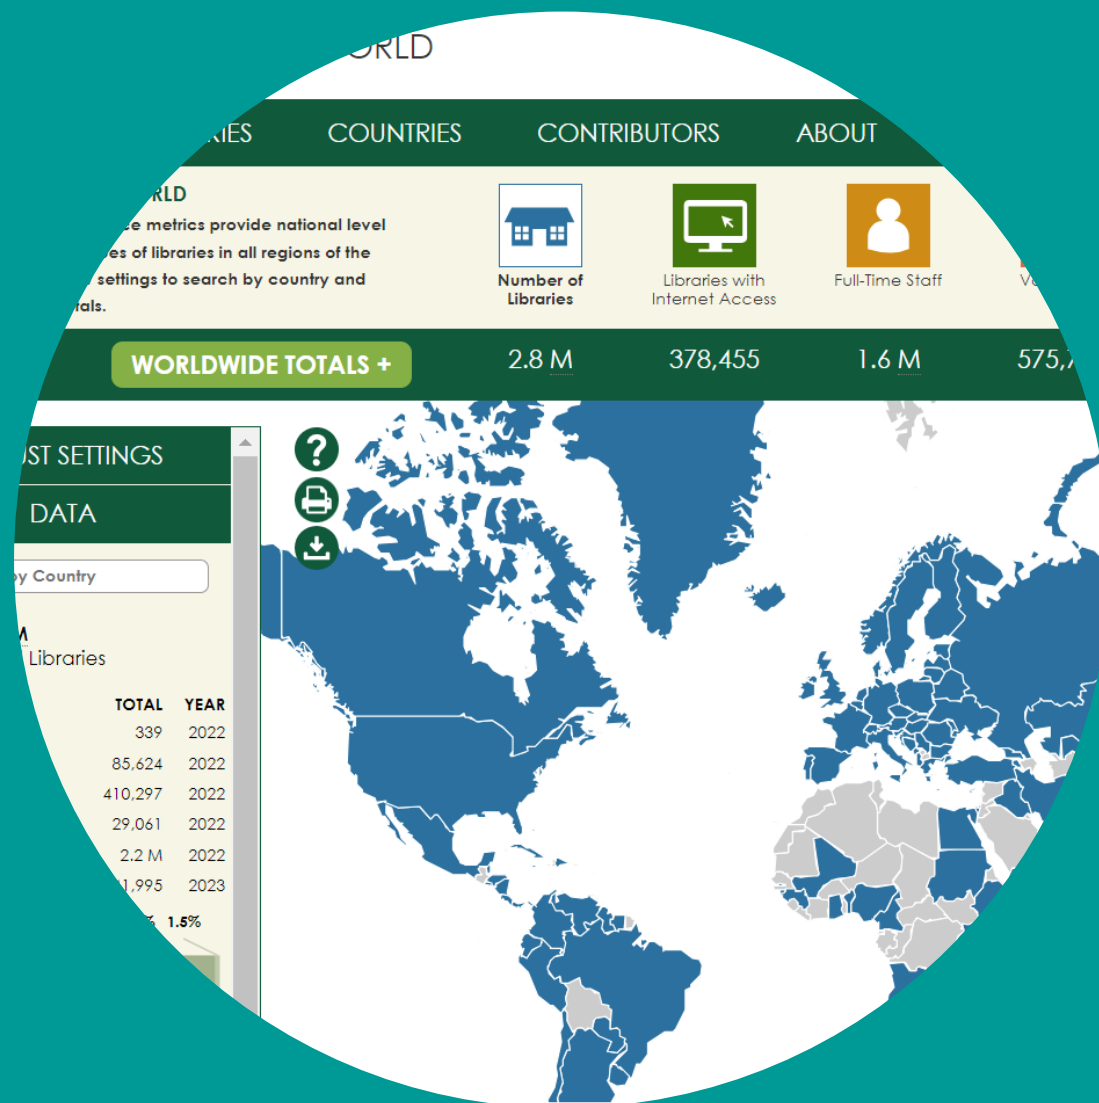 COUNTRIES CONTRIBUTORS ABOUT
metrics provide national level
of libraries in all regions of the
settings to search by country and
Number of
Libraries
Libraries with
Internet Access
Full-Time Staff
WORLDWIDE TOTALS + 2.8 M 378,455 1.6 M
?
SETTINGS
DATA
by Country
Libraries
TOTAL YEAR
339 2022
85,624 2022
410,297 2022
29,061 2022
2.2 M 2022
2023
1.5%